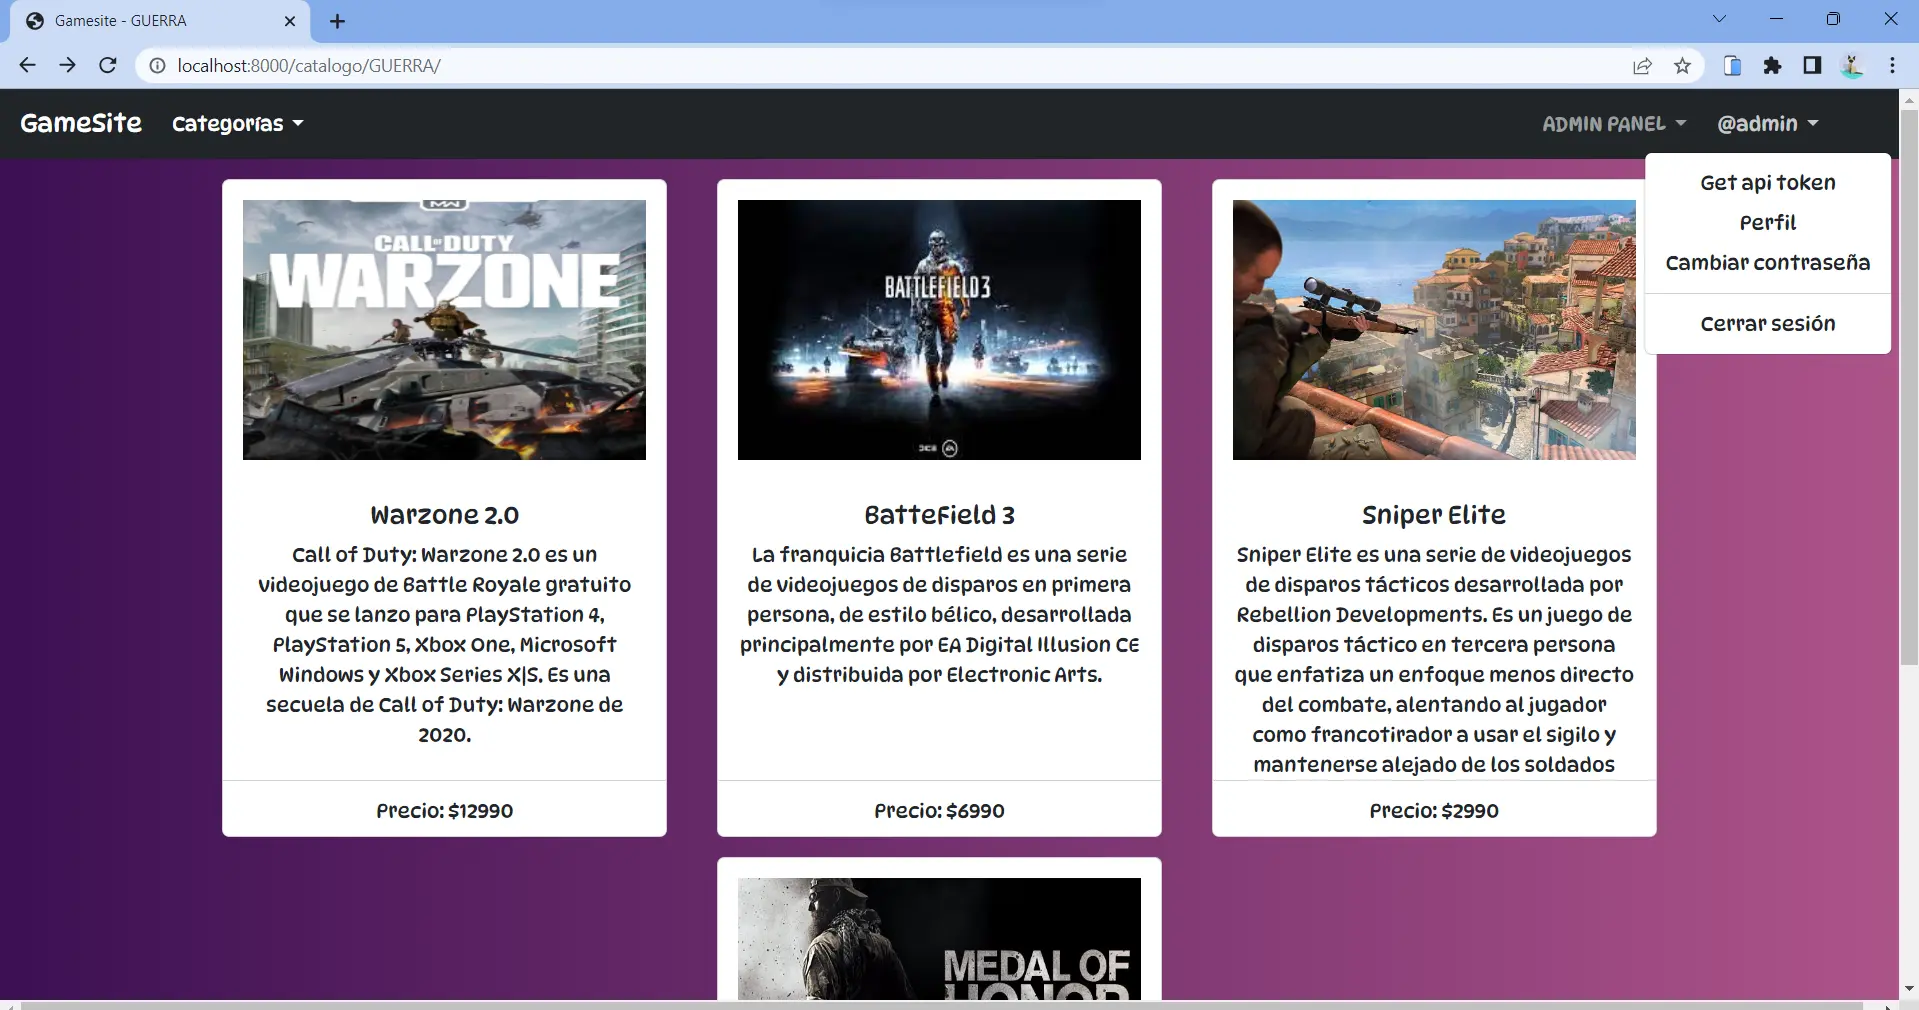 Gamesite - GUERRA
localhost:8000/catalogo/GUERRA/
GameSite
Categorías
ADMIN PANEL
@admin
Get api token
Perfil
Cambiar contraseña
Cerrar sesión
CALL OF DUTY
WARZONE
Warzone 2.0
Call of Duty: Warzone 2.0 es un
videojuego de Battle Royale gratuito
que se lanzo para PlayStation 4,
PlayStation 5, Xbox One, Microsoft
Windows y Xbox Series X|S. Es una
secuela de Call of Duty: Warzone de
2020.
Precio: $12990
BATTLEFIELD 3
DICE EA
BatteField 3
La franquicia Battlefield es una serie
de videojuegos de disparos en primera
persona, de estilo bélico, desarrollada
principalmente por EA Digital Illusion CE
y distribuida por Electronic Arts.
Precio: $6990
Sniper Elite
Sniper Elite es una serie de videojuegos
de disparos tácticos desarrollada por
Rebellion Developments. Es un juego de
disparos táctico en tercera persona
que enfatiza un enfoque menos directo
del combate, alentando al jugador
como francotirador a usar el sigilo y
mantenerse alejado de los soldados
Precio: $2990
MEDAL OF
HONOR